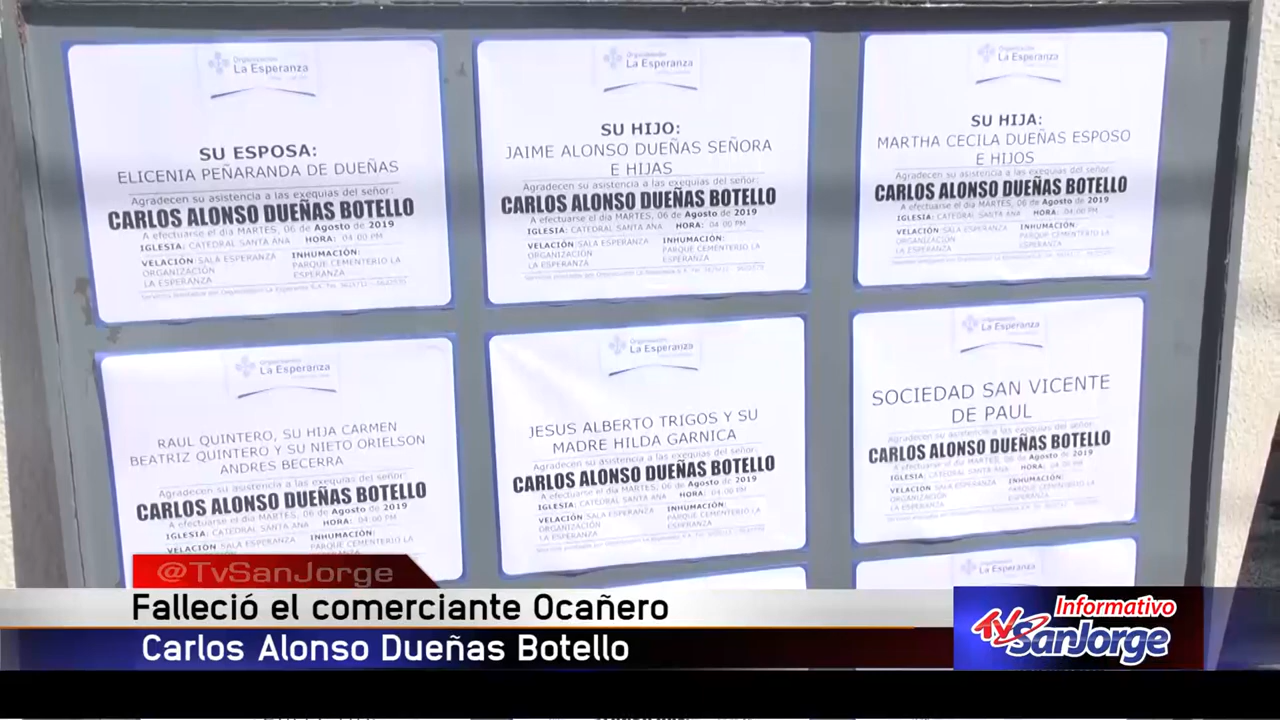 Organización
La Esperanza
SU ESPOSA:
ELICENIA PEÑARANDA DE DUEÑAS
Agradecen su asistencia a las exequias del señor:
CARLOS ALONSO DUEÑAS BOTELLO
A efectuarse el día MARTES, 06 de Agosto de 2019
IGLESIA: CATEDRAL SANTA ANA HORA: 04:00 PM
VELACIÓN: SALA ESPERANZA
ORGANIZACIÓN
LA ESPERANZA
INHUMACIÓN:
PARQUE CEMENTERIO LA
ESPERANZA
Organización
La Esperanza
SU HIJO:
JAIME ALONSO DUEÑAS SEÑORA
E HIJAS
Agradecen su asistencia a las exequias del señor:
CARLOS ALONSO DUEÑAS BOTELLO
A efectuarse el día MARTES, 06 de Agosto de 2019
IGLESIA: CATEDRAL SANTA ANA HORA: 04:00 PM
VELACIÓN: SALA ESPERANZA
ORGANIZACIÓN
LA ESPERANZA
INHUMACIÓN:
PARQUE CEMENTERIO LA
ESPERANZA
Organización
La Esperanza
SU HIJA:
MARTHA CECILA DUEÑAS ESPOSO
E HIJOS
Agradecen su asistencia a las exequias del señor:
CARLOS ALONSO DUEÑAS BOTELLO
A efectuarse el día MARTES, 06 de Agosto de 2019
IGLESIA: CATEDRAL SANTA ANA HORA: 04:00 PM
VELACIÓN: SALA ESPERANZA
ORGANIZACIÓN
LA ESPERANZA
INHUMACIÓN:
PARQUE CEMENTERIO LA
ESPERANZA
Organización
La Esperanza
RAUL QUINTERO, SU HIJA CARMEN
BEATRIZ QUINTERO Y SU NIETO ORIELSON
ANDRES BECERRA
Agradecen su asistencia a las exequias del señor:
CARLOS ALONSO DUEÑAS BOTELLO
A efectuarse el día MARTES, 06 de Agosto de 2019
IGLESIA: CATEDRAL SANTA ANA HORA: 04:00 PM
VELACIÓN: SALA ESPERANZA
INHUMACIÓN:
PARQUE CEMENTERIO LA
Organización
La Esperanza
JESUS ALBERTO TRIGOS Y SU
MADRE HILDA GARNICA
Agradecen su asistencia a las exequias del señor:
CARLOS ALONSO DUEÑAS BOTELLO
A efectuarse el día MARTES, 06 de Agosto de 2019
IGLESIA: CATEDRAL SANTA ANA HORA: 04:00 PM
VELACIÓN: SALA ESPERANZA
ORGANIZACIÓN
LA ESPERANZA
INHUMACIÓN:
PARQUE CEMENTERIO LA
ESPERANZA
Organización
La Esperanza
SOCIEDAD SAN VICENTE
DE PAUL
Agradecen su asistencia a las exequias del señor:
CARLOS ALONSO DUEÑAS BOTELLO
A efectuarse el día MARTES, 06 de Agosto de 2019
IGLESIA: CATEDRAL SANTA ANA HORA: 04:00 PM
VELACIÓN: SALA ESPERANZA
ORGANIZACIÓN
LA ESPERANZA
INHUMACIÓN:
PARQUE CEMENTERIO LA
ESPERANZA
La Esperanza
@TvSanJorge
Falleció el comerciante Ocañero
Carlos Alonso Dueñas Botello
Informativo
TV SanJorge